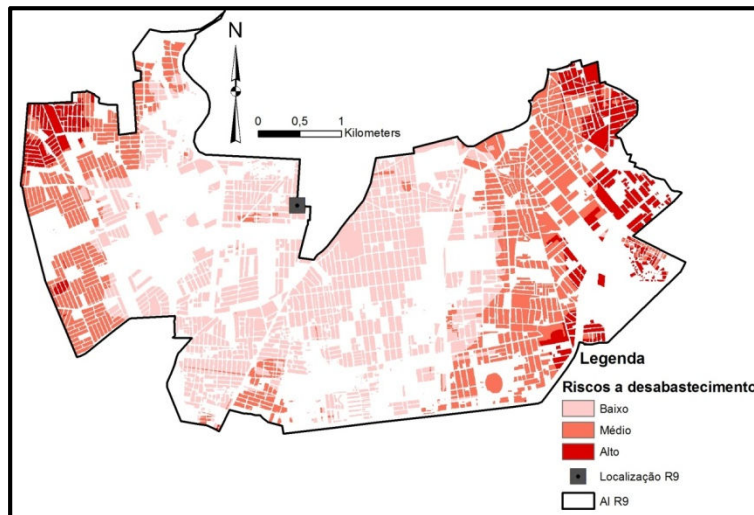 N
0 0,5 1
Kilometers
Legenda
Riscos a desabastecimento
Baixo
Médio
Alto
Localização R9
AI R9